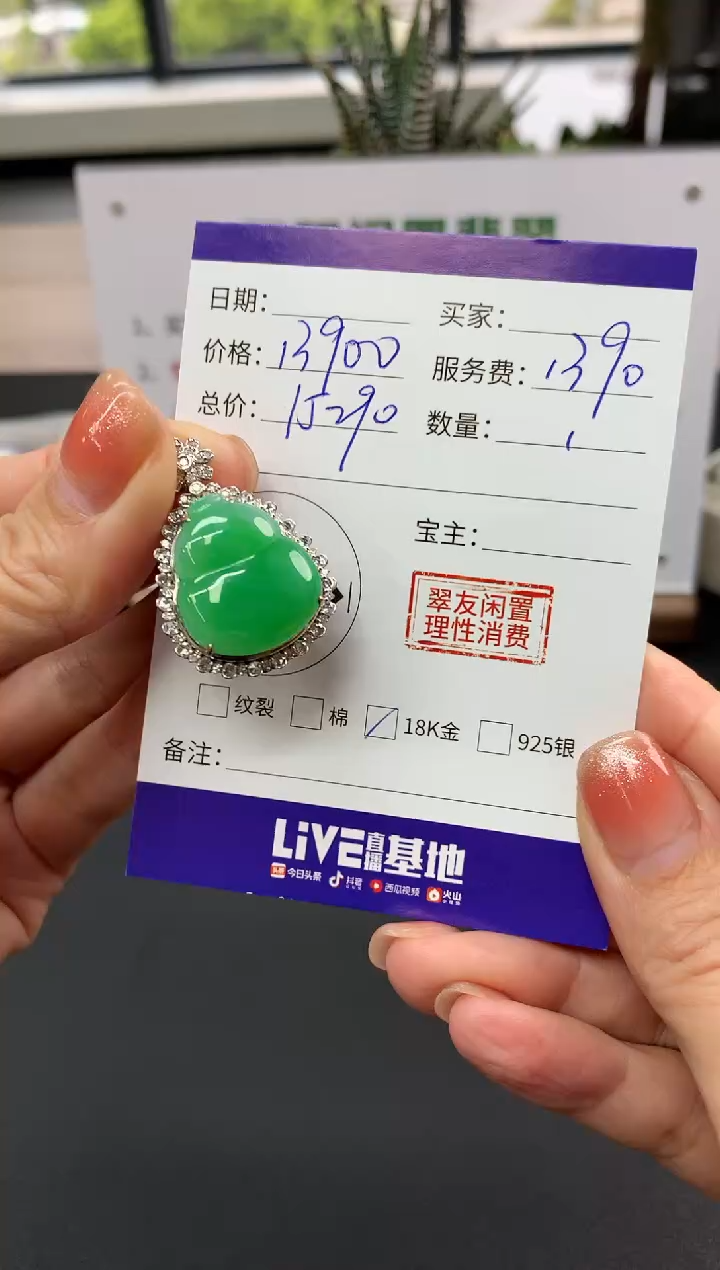 日期：
买家：
价格：13900
服务费：1390
总价：15290
数量：1
宝主：
翠友闲置
理性消费
纹裂 棉 18K金 925银
备注：
LiVE直播基地
今日头条 抖音 西瓜视频 火山